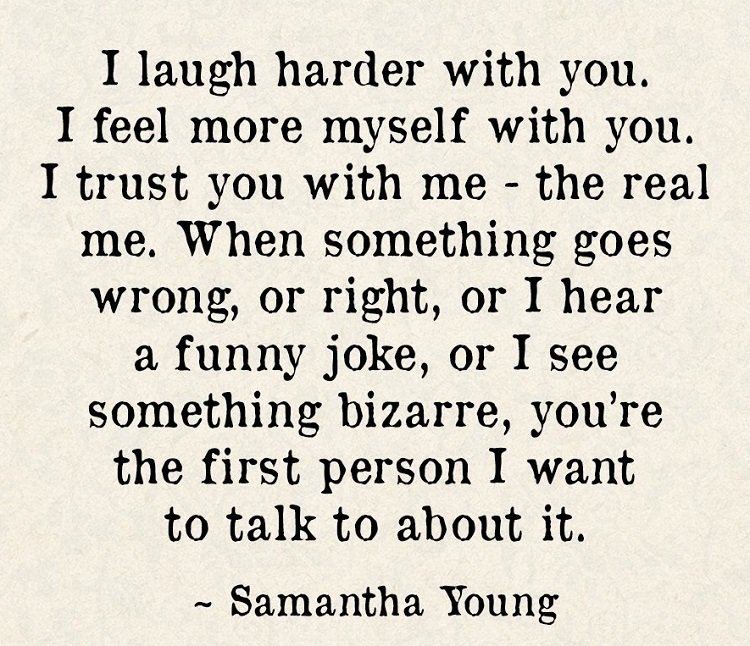 I laugh harder with you.
I feel more myself with you.
I trust you with me - the real
me. When something goes
wrong, or right, or I hear
a funny joke, or I see
something bizarre, you're
the first person I want
to talk to about it.
~ Samantha Young